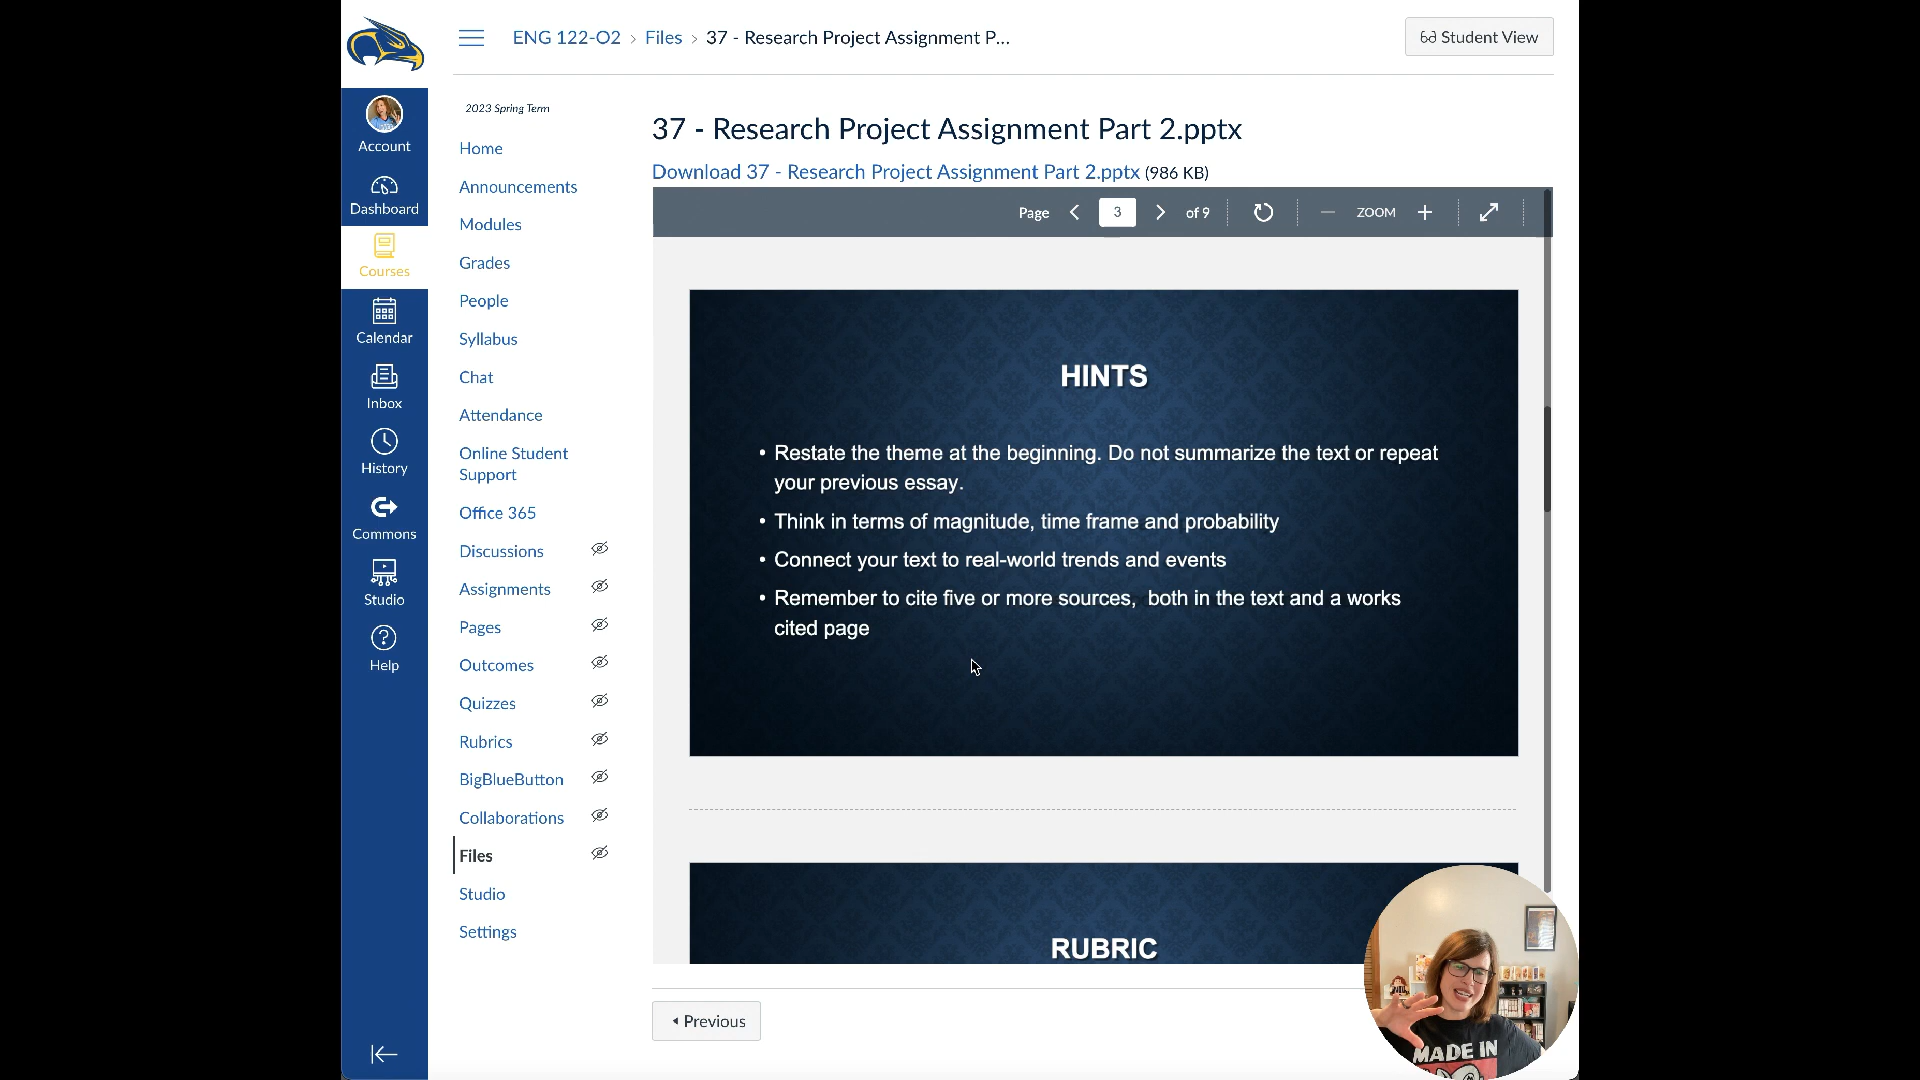 ENG 122-O2 > Files > 37 - Research Project Assignment P...
Student View
Account
Dashboard
Courses
Calendar
Inbox
History
Commons
Studio
Help
2023 Spring Term
Home
Announcements
Modules
Grades
People
Syllabus
Chat
Attendance
Online Student
Support
Office 365
Discussions
Assignments
Pages
Outcomes
Quizzes
Rubrics
BigBlueButton
Collaborations
Files
Studio
Settings
37 - Research Project Assignment Part 2.pptx
Download 37 - Research Project Assignment Part 2.pptx (986 KB)
Page 3 of 9 ZOOM
HINTS
• Restate the theme at the beginning. Do not summarize the text or repeat
your previous essay.
• Think in terms of magnitude, time frame and probability
• Connect your text to real-world trends and events
• Remember to cite five or more sources, both in the text and a works
cited page
RUBRIC
Previous
MADE IN